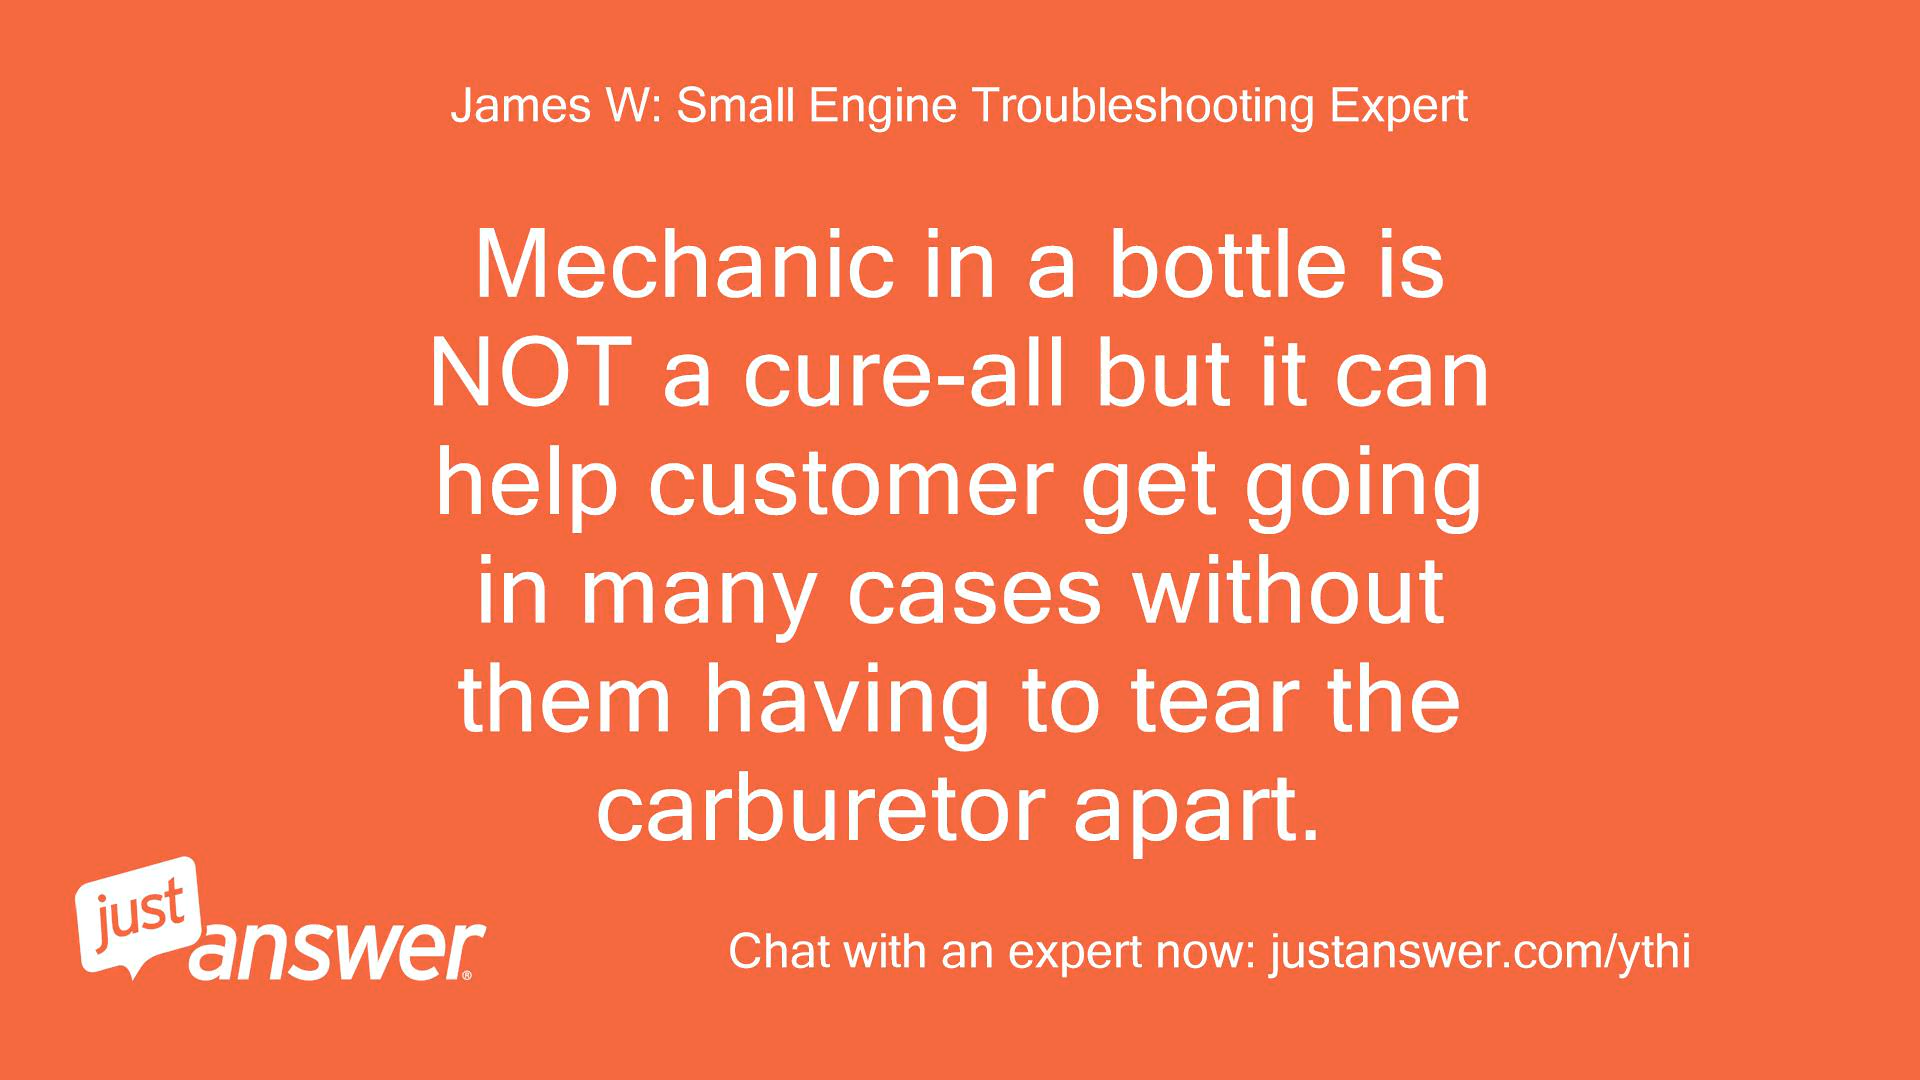 James W: Small Engine Troubleshooting Expert
Mechanic in a bottle is
NOT a cure-all but it can
help customer get going
in many cases without
them having to tear the
carburetor apart.
just
answer®
Chat with an expert now: justanswer.com/ythi